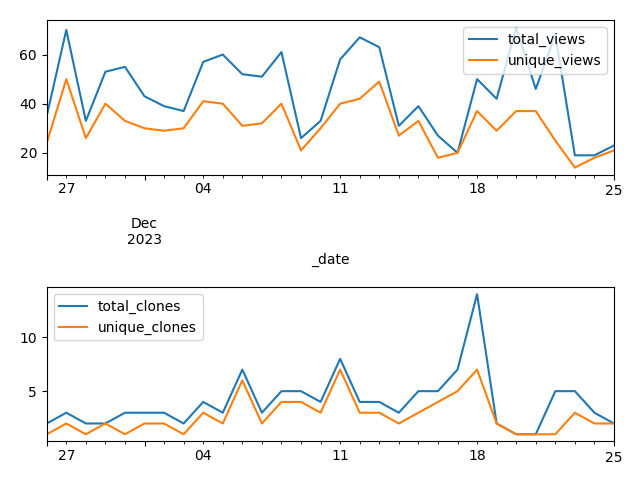 total_views
unique_views
60
40
20
27 04 11 18 25
Dec
2023
_date
total_clones
unique_clones
10
5
27 04 11 18 25